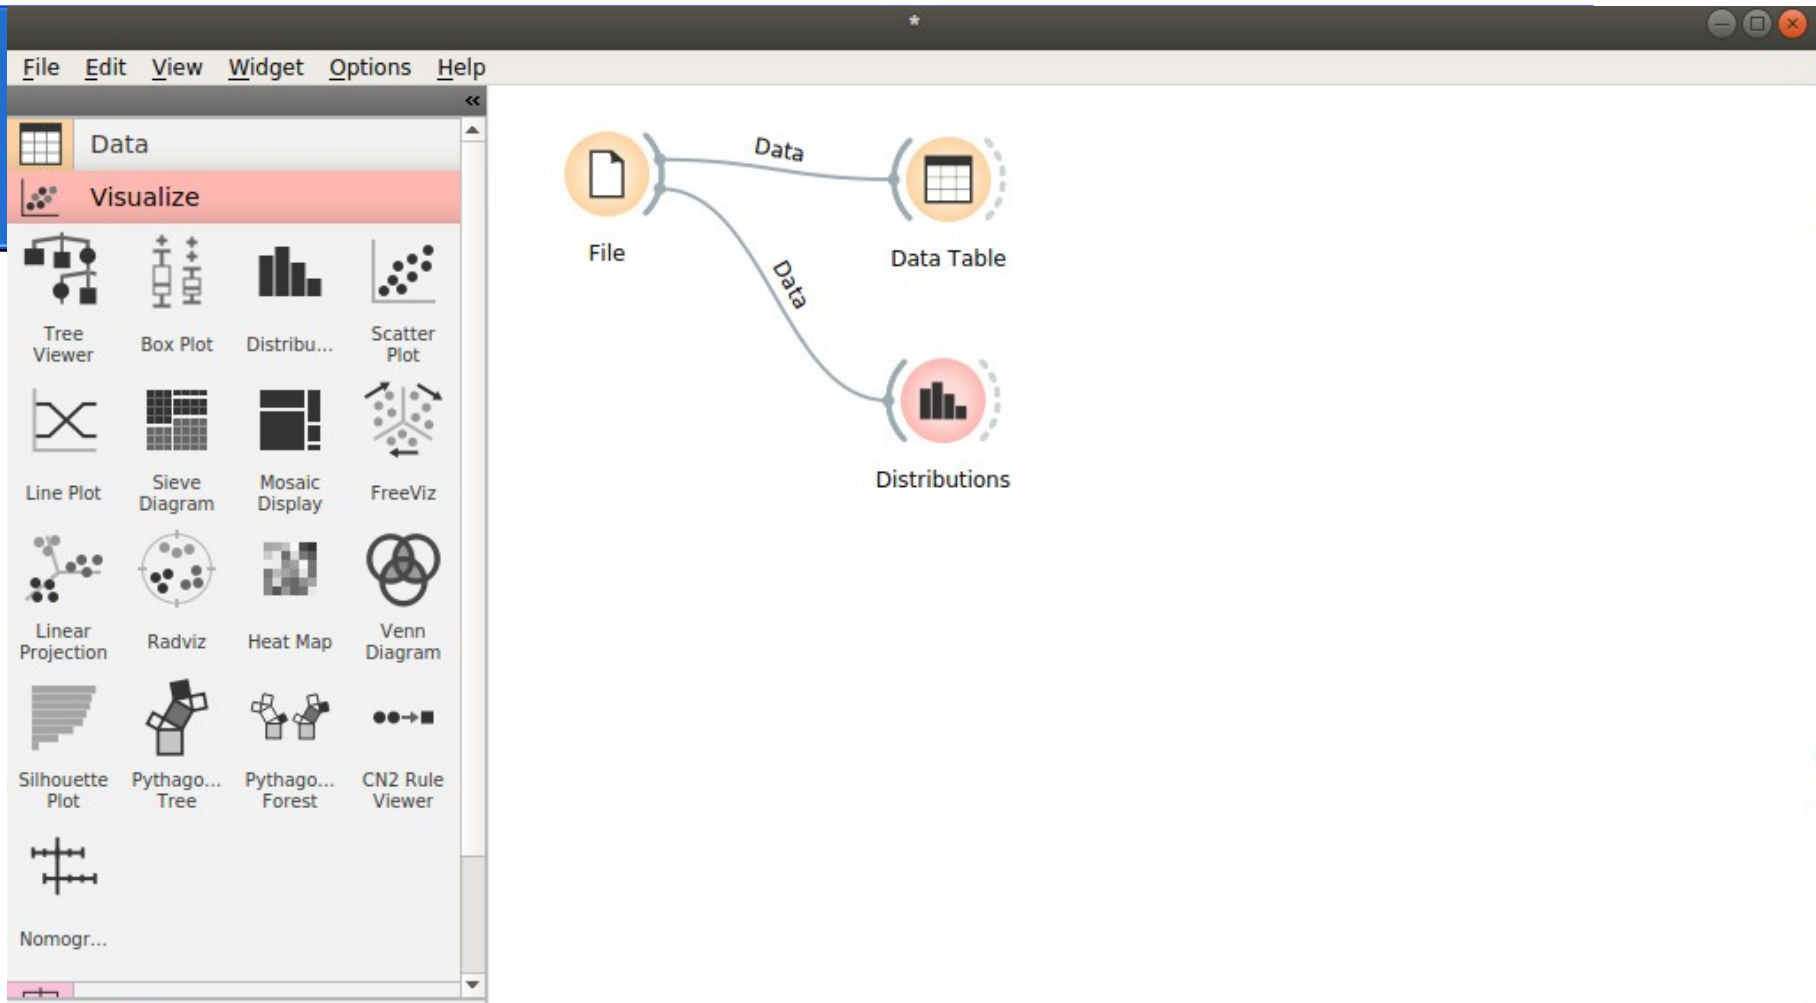 *
File Edit View Widget Options Help
«
Data
Visualize
Tree
Viewer
Box Plot
Distribu...
Scatter
Plot
Line Plot
Sieve
Diagram
Mosaic
Display
FreeViz
Linear
Projection
Radviz
Heat Map
Venn
Diagram
Silhouette
Plot
Pythago...
Tree
Pythago...
Forest
CN2 Rule
Viewer
Nomogr...
File
Data
Data Table
Data
Distributions